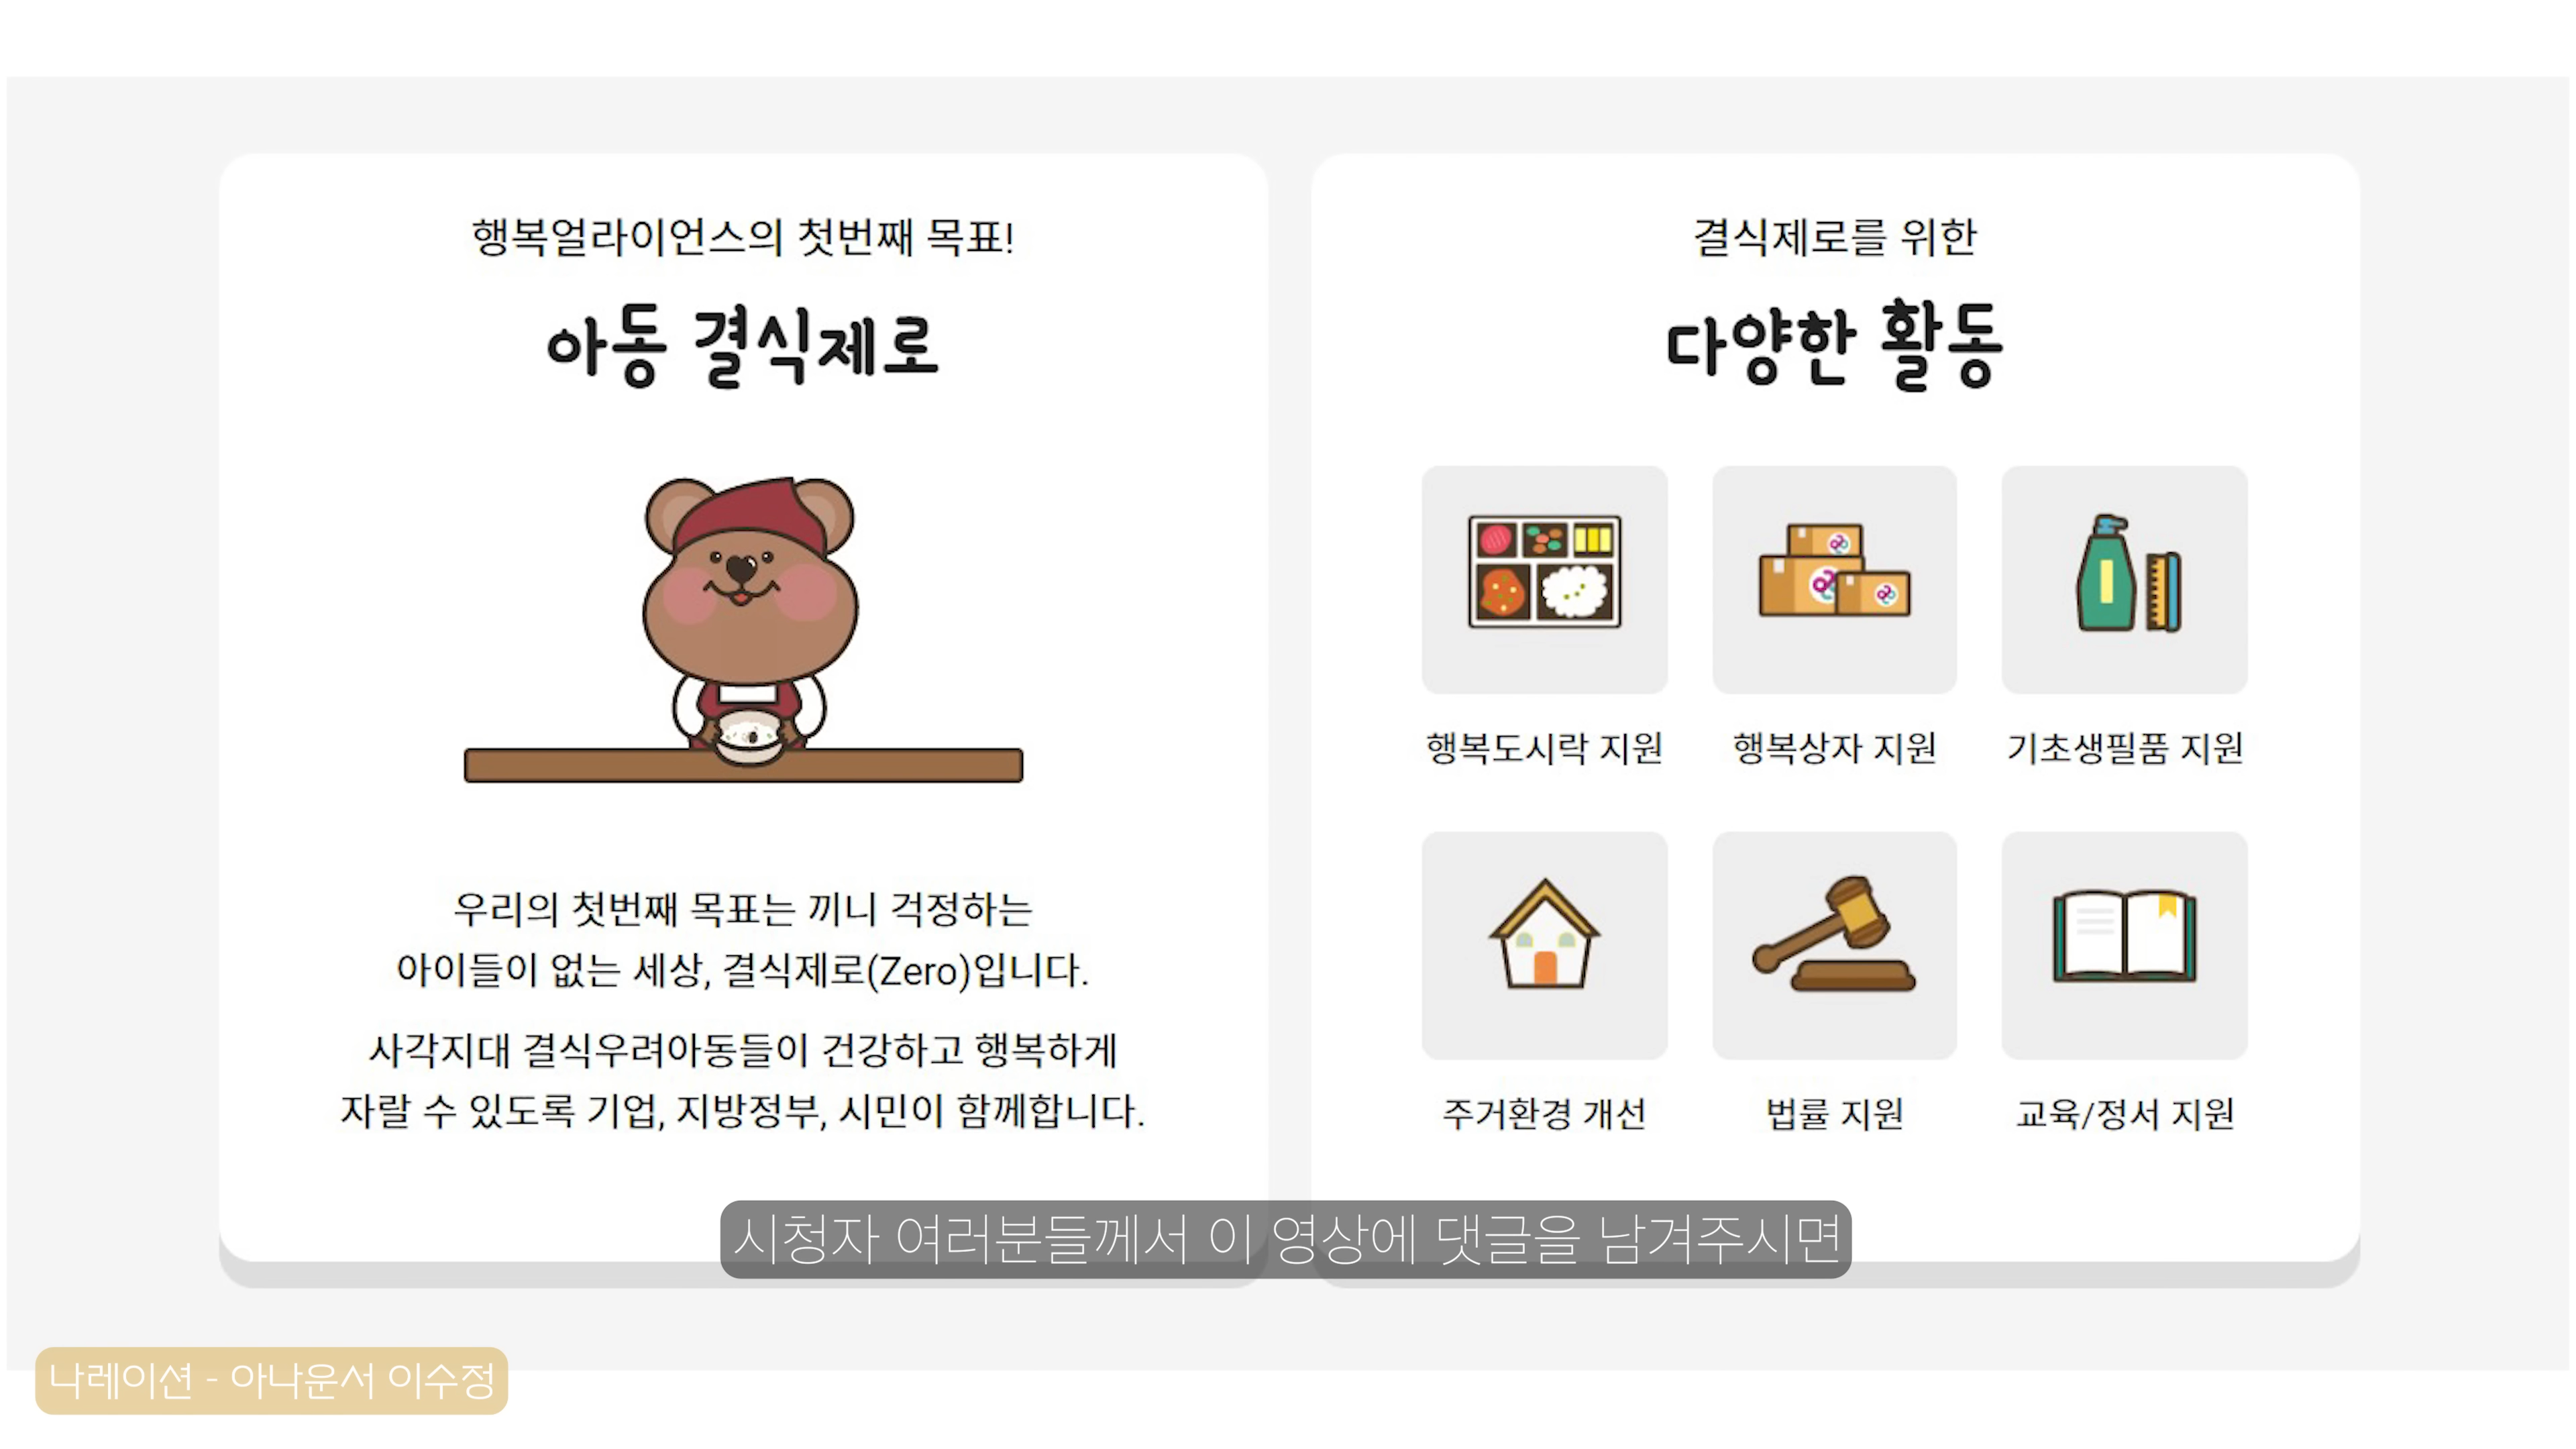 행복얼라이언스의 첫번째 목표!
아동 결식제로
우리의 첫번째 목표는 끼니 걱정하는
아이들이 없는 세상, 결식제로(Zero)입니다.
사각지대 결식우려아동들이 건강하고 행복하게
자랄 수 있도록 기업, 지방정부, 시민이 함께합니다.
결식제로를 위한
다양한 활동
행복도시락 지원
행복상자 지원
기초생필품 지원
주거환경 개선
법률 지원
교육/정서 지원
시청자 여러분들께서 이 영상에 댓글을 남겨주시면
나레이션 - 아나운서 이수정